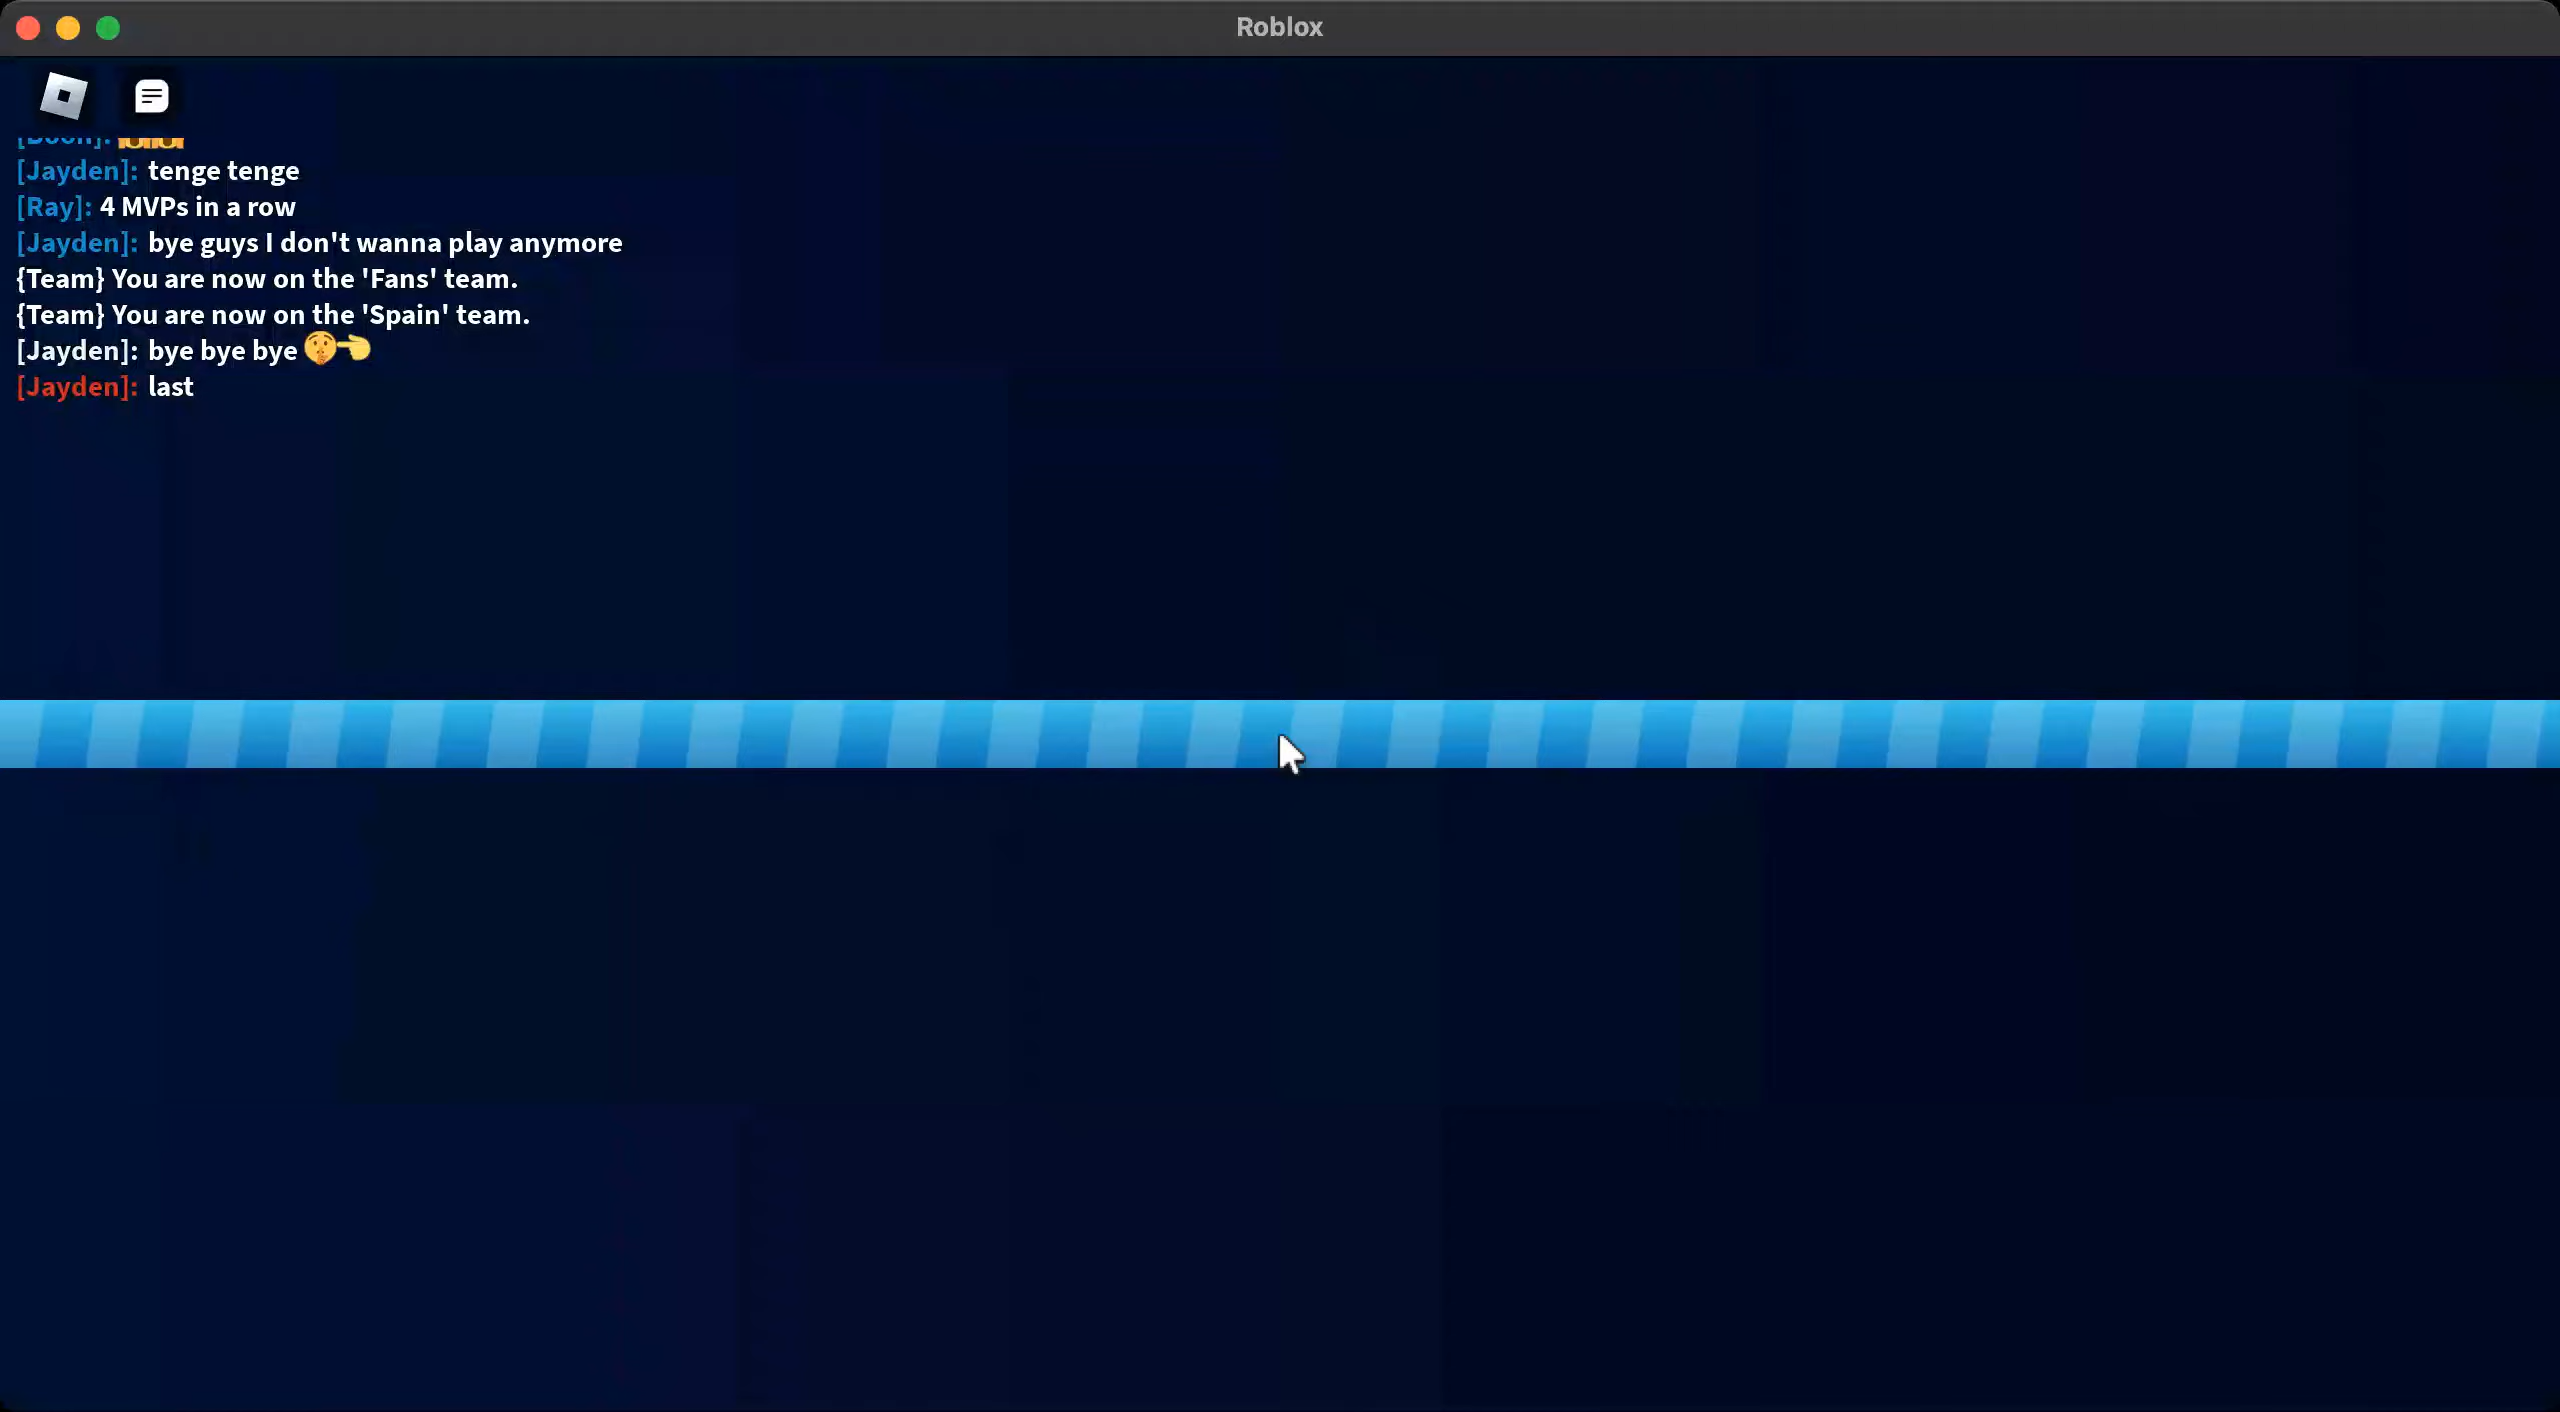 Roblox
[Jayden]: tenge tenge
[Ray]: 4 MVPs in a row
[Jayden]: bye guys I don't wanna play anymore
{Team} You are now on the 'Fans' team.
{Team} You are now on the 'Spain' team.
[Jayden]: bye bye bye 🤫👈
[Jayden]: last